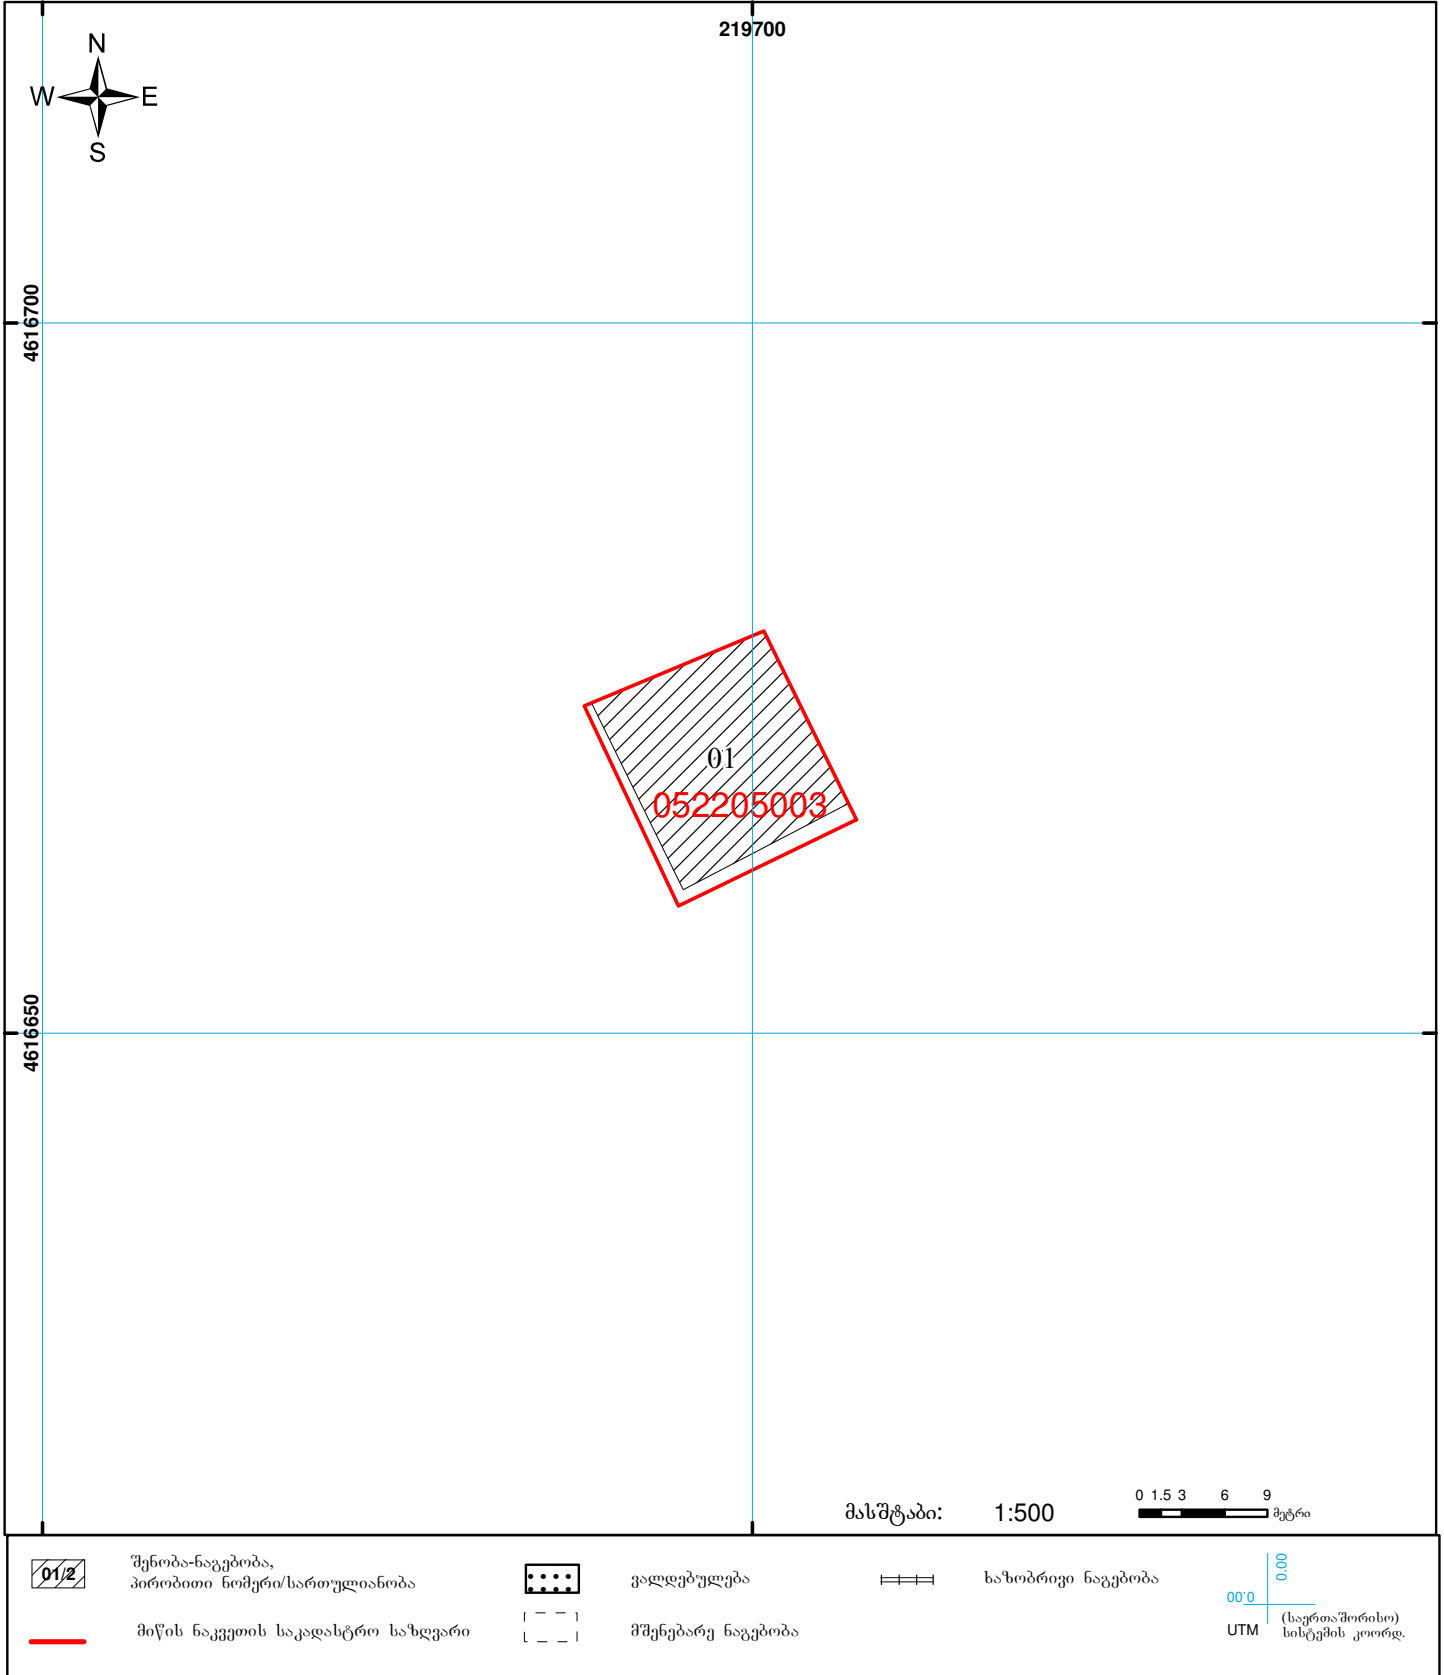 219700
N
W E
S
4616700
01
052205003
4616650
მასშტაბი: 1:500
0 1.5 3 6 9
მეტრი
01/2
შენობა-ნაგებობა,
პირობითი ნომერი/სართულიანობა
ვალდებულება
ხაზობრივი ნაგებობა
0.00
0.00
მიწის ნაკვეთის საკადასტრო საზღვარი
მშენებარე ნაგებობა
UTM
(საერთაშორისო)
სისტემის კოორდ.